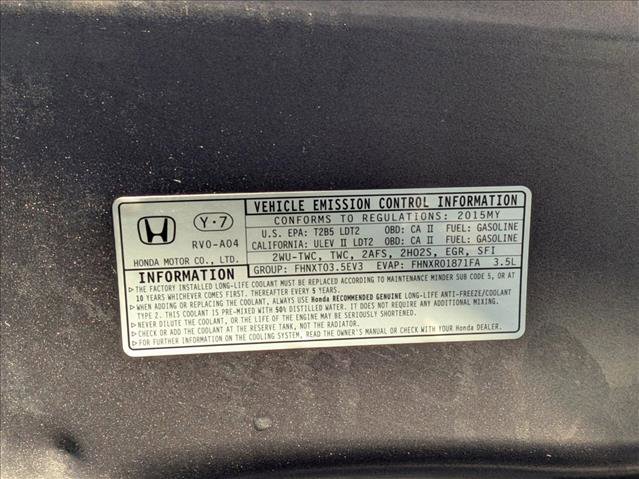 VEHICLE EMISSION CONTROL INFORMATION
CONFORMS TO REGULATIONS: 2015MY
U.S. EPA: T2B5 LDT2 OBD: CA II FUEL: GASOLINE
CALIFORNIA: ULEV II LDT2 OBD: CA II FUEL: GASOLINE
2WU-TWC, TWC, 2AFS, 2HO2S, EGR, SFI
GROUP: FHNXT03.5EV3 EVAP: FHNXR01871FA 3.5L
Y·7
RV0-A04
HONDA MOTOR CO., LTD.
INFORMATION
THE FACTORY INSTALLED LONG-LIFE COOLANT MUST BE REPLACED ACCORDING TO MAINTENANCE MINDER SUB CODE 5, OR AT
10 YEARS WHICHEVER COMES FIRST. THEREAFTER EVERY 5 YEARS.
WHEN ADDING OR REPLACING THE COOLANT, ALWAYS USE Honda RECOMMENDED GENUINE LONG-LIFE ANTI-FREEZE/COOLANT
TYPE 2. THIS COOLANT IS PRE-MIXED WITH 50% DISTILLED WATER. IT DOES NOT REQUIRE ANY ADDITIONAL MIXING.
NEVER DILUTE THE COOLANT, OR THE LIFE OF THE ENGINE MAY BE SERIOUSLY SHORTENED.
CHECK OR ADD THE COOLANT AT THE RESERVE TANK, NOT THE RADIATOR.
FOR FURTHER INFORMATION ON THE COOLING SYSTEM, READ THE OWNER'S MANUAL OR CHECK WITH YOUR Honda DEALER.